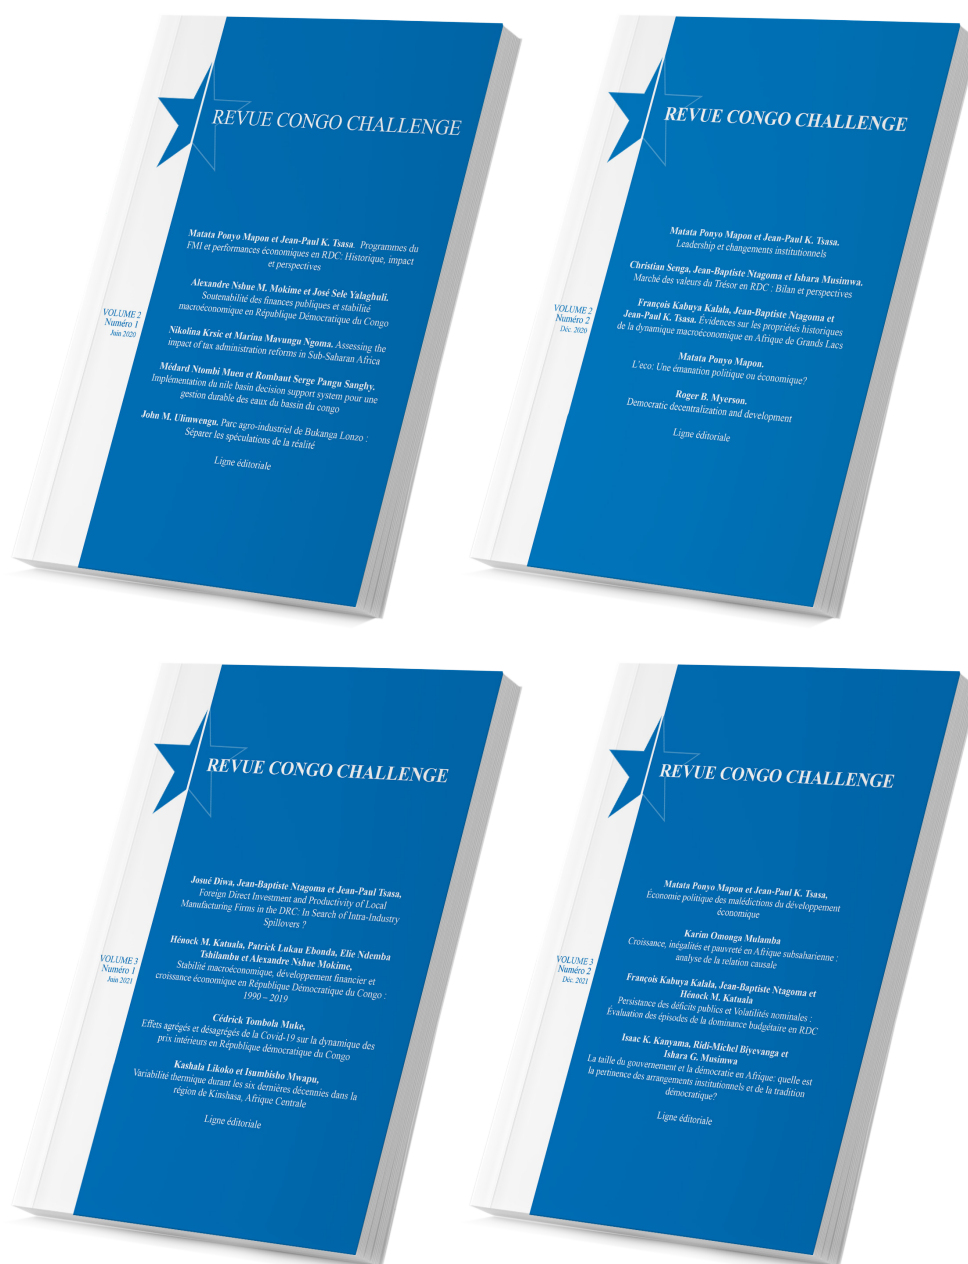 REVUE CONGO CHALLENGE
Matata Ponyo Mapon et Jean-Paul K. Tsasa. Programmes du
FMI et performances économiques en RDC: Historique, impact
et perspectives
Alexandre Nshue M. Mokime et José Sele Yalaghuli.
Soutenabilité des finances publiques et stabilité
macroéconomique en République Démocratique du Congo
Nikolina Krsic et Marina Mavungu Ngoma. Assessing the
impact of tax administration reforms in Sub-Saharan Africa
Médard Ntombi Muen et Rombaut Serge Pangu Sanghy.
Implémentation du nile basin decision support system pour une
gestion durable des eaux du bassin du congo
John M. Ulimwengu. Parc agro-industriel de Bukanga Lonzo :
Séparer les spéculations de la réalité
Ligne éditoriale
VOLUME 2
Numéro 1
Juin 2020
REVUE CONGO CHALLENGE
Matata Ponyo Mapon et Jean-Paul K. Tsasa.
Leadership et changements institutionnels
Christian Senga, Jean-Baptiste Ntagoma et Ishara Musimwa.
Marché des valeurs du Trésor en RDC : Bilan et perspectives
François Kabuya Kalala, Jean-Baptiste Ntagoma et
Jean-Paul K. Tsasa. Évidences sur les propriétés historiques
de la dynamique macroéconomique en Afrique de Grands Lacs
Matata Ponyo Mapon.
L'eco: Une émanation politique ou économique?
Roger B. Myerson.
Democratic decentralization and development
Ligne éditoriale
VOLUME 2
Numéro 2
Déc. 2020
REVUE CONGO CHALLENGE
Josué Diwa, Jean-Baptiste Ntagoma et Jean-Paul Tsasa,
Foreign Direct Investment and Productivity of Local
Manufacturing Firms in the DRC: In Search of Intra-Industry
Spillovers ?
Hénock M. Katuala, Patrick Lukau Ebonda, Elie Ndemba
Tshilambu et Alexandre Nshue Mokime,
Stabilité macroéconomique, développement financier et
croissance économique en République Démocratique du Congo :
1990 – 2019
Cédrick Tombola Muke,
Effets agrégés et désagrégés de la Covid-19 sur la dynamique des
prix intérieurs en République démocratique du Congo
Kashala Likoko et Isumbisho Mwapu,
Variabilité thermique durant les six dernières décennies dans la
région de Kinshasa, Afrique Centrale
Ligne éditoriale
VOLUME 3
Numéro 1
Juin 2021
REVUE CONGO CHALLENGE
Matata Ponyo Mapon et Jean-Paul K. Tsasa,
Économie politique des malédictions du développement
économique
Karim Omonga Mulamba
Croissance, inégalités et pauvreté en Afrique subsaharienne :
analyse de la relation causale
François Kabuya Kalala, Jean-Baptiste Ntagoma et
Hénock M. Katuala
Persistance des déficits publics et Volatilités nominales :
Évaluation des épisodes de la dominance budgétaire en RDC
Isaac K. Kanyama, Ridi-Michel Biyevanga et
Ishara G. Musimwa
La taille du gouvernement et la démocratie en Afrique: quelle est
la pertinence des arrangements institutionnels et de la tradition
démocratique?
Ligne éditoriale
VOLUME 3
Numéro 2
Déc. 2021